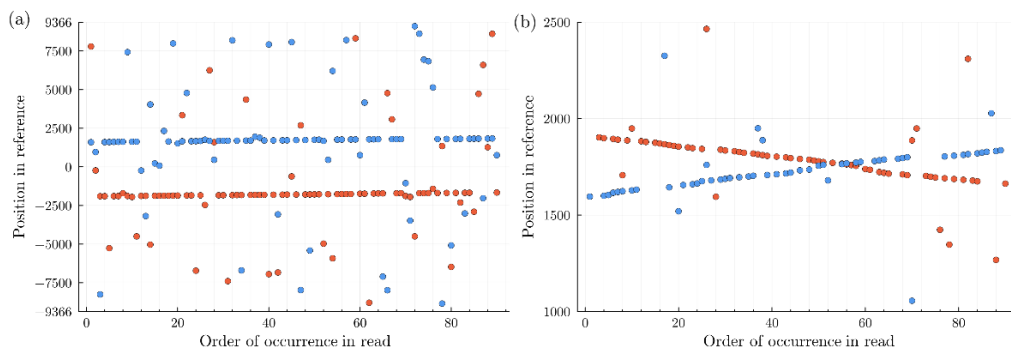 (a)
Position in reference
9366
7500
5000
2500
0
−2500
−5000
−7500
−9366
0 20 40 60 80
Order of occurrence in read
(b)
Position in reference
2500
2000
1500
1000
0 20 40 60 80
Order of occurrence in read